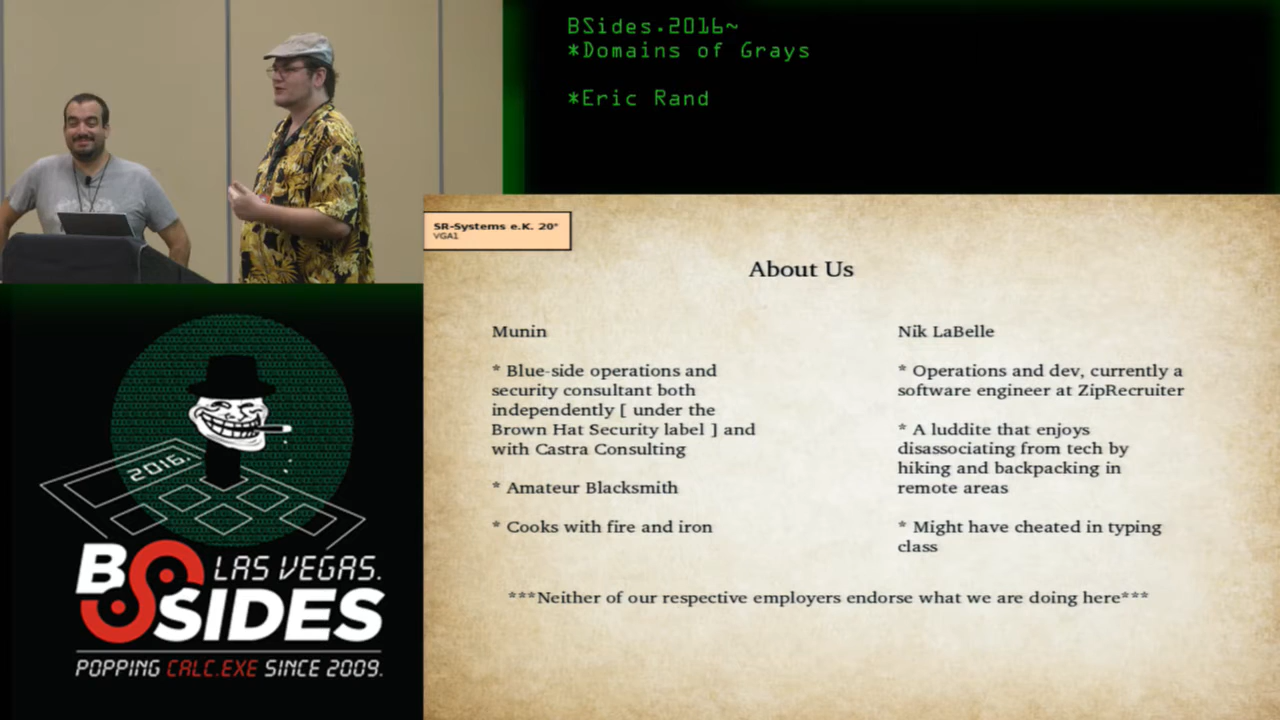 BSides.2016~
*Domains of Grays
*Eric Rand
SR-Systems e.K. 20°
VGA1
About Us
Munin
* Blue-side operations and
security consultant both
independently [ under the
Brown Hat Security label ] and
with Castra Consulting
* Amateur Blacksmith
* Cooks with fire and iron
Nik LaBelle
* Operations and dev, currently a
software engineer at ZipRecruiter
* A luddite that enjoys
disassociating from tech by
hiking and backpacking in
remote areas
* Might have cheated in typing
class
***Neither of our respective employers endorse what we are doing here***
2016.
BSIDES
LAS VEGAS.
POPPING CALC.EXE SINCE 2009.